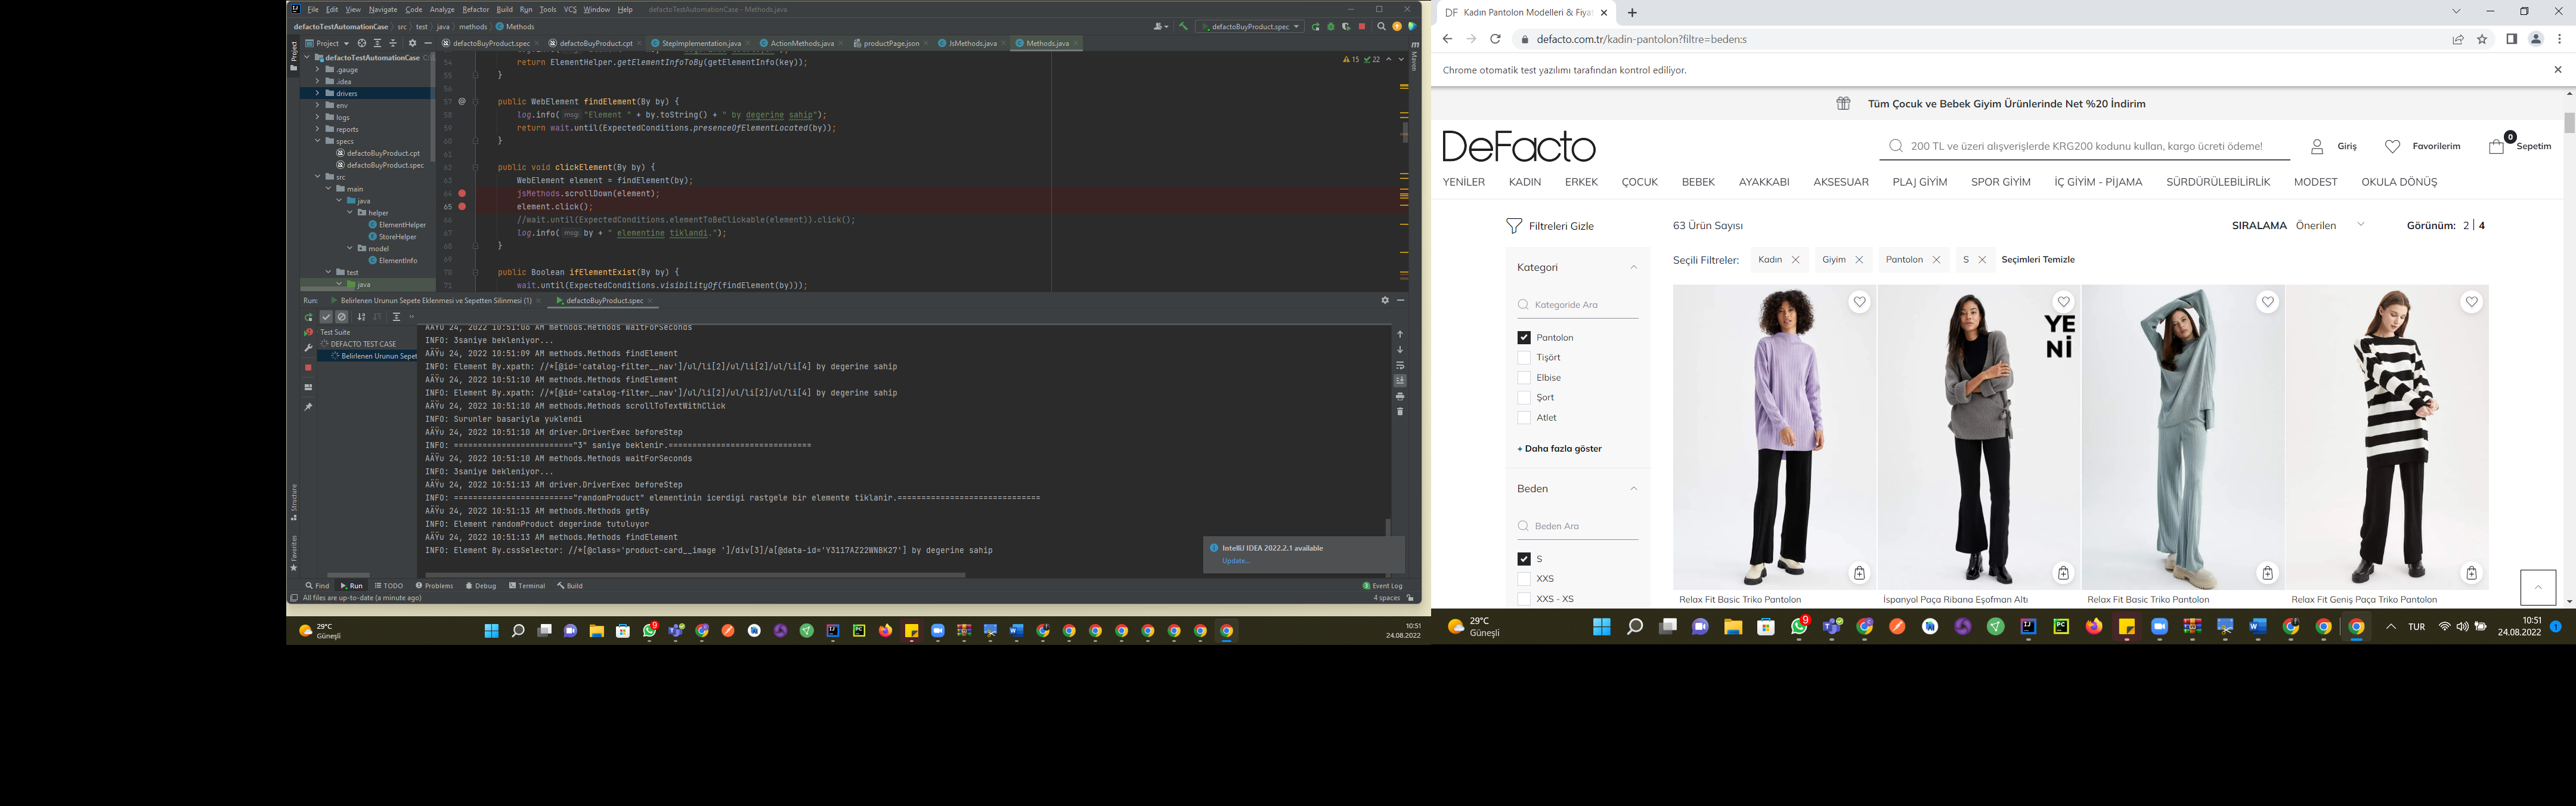 File Edit View Navigate Code Analyze Refactor Build Run Tools VCS Window Help defactoTestAutomationCase - Methods.java
defactoTestAutomationCase src test java methods Methods
defactoBuyProduct.spec
Project
defactoBuyProduct.spec defactoBuyProduct.cpt StepImplementation.java ActionMethods.java productPage.json JsMethods.java Methods.java
defactoTestAutomationCase
.gauge
.idea
drivers
env
logs
reports
specs
defactoBuyProduct.cpt
defactoBuyProduct.spec
src
main
java
helper
ElementHelper
StoreHelper
model
ElementInfo
test
java
15 22
54 return ElementHelper.getElementInfoToBy(getElementInfo(key));
55 }
56
57 @ public WebElement findElement(By by) {
58 log.info( msg: "Element " + by.toString() + " by degerine sahip");
59 return wait.until(ExpectedConditions.presenceOfElementLocated(by));
60 }
61
62 public void clickElement(By by) {
63 WebElement element = findElement(by);
64 jsMethods.scrollDown(element);
65 element.click();
66 //wait.until(ExpectedConditions.elementToBeClickable(element)).click();
67 log.info( msg: by + " elementine tiklandi.");
68 }
69
70 public Boolean ifElementExist(By by) {
71 wait.until(ExpectedConditions.visibilityOf(findElement(by)));
Maven
Project
Structure
Favorites
Run: Belirlenen Urunun Sepete Eklenmesi ve Sepetten Silinmesi (1) defactoBuyProduct.spec
Test Suite
DEFACTO TEST CASE
Belirlenen Urunun Sepet
AÄŸu 24, 2022 10:51:06 AM methods.Methods waitForSeconds
INFO: 3saniye bekleniyor...
AÄŸu 24, 2022 10:51:09 AM methods.Methods findElement
INFO: Element By.xpath: //*[@id='catalog-filter__nav']/ul/li[2]/ul/li[2]/ul/li[4] by degerine sahip
AÄŸu 24, 2022 10:51:10 AM methods.Methods findElement
INFO: Element By.xpath: //*[@id='catalog-filter__nav']/ul/li[2]/ul/li[2]/ul/li[4] by degerine sahip
AÄŸu 24, 2022 10:51:10 AM methods.Methods scrollToTextWithClick
INFO: Surunler basariyla yuklendi
AÄŸu 24, 2022 10:51:10 AM driver.DriverExec beforeStep
INFO: ========================="3" saniye beklenir.==============================
AÄŸu 24, 2022 10:51:10 AM methods.Methods waitForSeconds
INFO: 3saniye bekleniyor...
AÄŸu 24, 2022 10:51:13 AM driver.DriverExec beforeStep
INFO: ========================="randomProduct" elementinin icerdigi rastgele bir elemente tiklanir.==============================
AÄŸu 24, 2022 10:51:13 AM methods.Methods getBy
INFO: Element randomProduct degerinde tutuluyor
AÄŸu 24, 2022 10:51:13 AM methods.Methods findElement
INFO: Element By.cssSelector: //*[@class='product-card__image ']/div[3]/a[@data-id='Y3117AZ22WNBK27'] by degerine sahip
IntelliJ IDEA 2022.2.1 available
Update...
Find Run TODO Problems Debug Terminal Build Event Log
All files are up-to-date (a minute ago) 4 spaces
29°C
Güneşli
9
10:51
24.08.2022
DF Kadın Pantolon Modelleri & Fiya
defacto.com.tr/kadin-pantolon?filtre=beden:s
Chrome otomatik test yazılımı tarafından kontrol ediliyor.
Tüm Çocuk ve Bebek Giyim Ürünlerinde Net %20 İndirim
DeFacto
200 TL ve üzeri alışverişlerde KRG200 kodunu kullan, kargo ücreti ödeme!
Giriş Favorilerim 0 Sepetim
YENİLER KADIN ERKEK ÇOCUK BEBEK AYAKKABI AKSESUAR PLAJ GİYİM SPOR GİYİM İÇ GİYİM - PİJAMA SÜRDÜRÜLEBİLİRLİK MODEST OKULA DÖNÜŞ
Filtreleri Gizle
63 Ürün Sayısı
SIRALAMA Önerilen
Görünüm: 2 | 4
Seçili Filtreler: Kadın Giyim Pantolon S Seçimleri Temizle
Kategori
Kategoride Ara
Pantolon
Tişört
Elbise
Şort
Atlet
+ Daha fazla göster
Beden
Beden Ara
S
XXS
XXS - XS
YE
Nİ
Relax Fit Basic Triko Pantolon
İspanyol Paça Ribana Eşofman Altı
Relax Fit Basic Triko Pantolon
Relax Fit Geniş Paça Triko Pantolon
29°C
Güneşli
9
TUR
10:51
24.08.2022
1